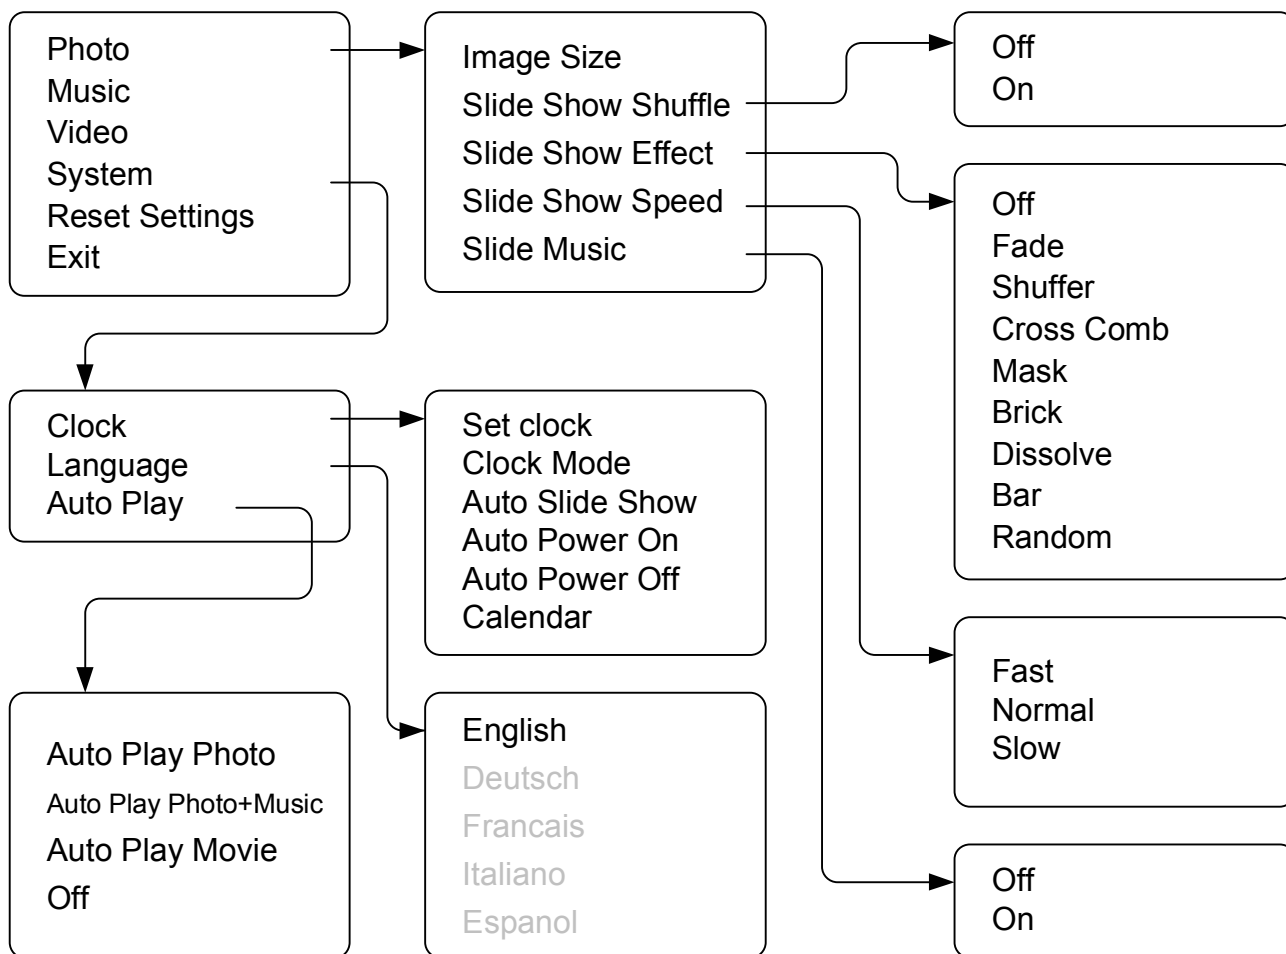 Photo
Music
Video
System
Reset Settings
Exit
Image Size
Slide Show Shuffle
Slide Show Effect
Slide Show Speed
Slide Music
Off
On
Off
Fade
Shuffer
Cross Comb
Mask
Brick
Dissolve
Bar
Random
Clock
Language
Auto Play
Set clock
Clock Mode
Auto Slide Show
Auto Power On
Auto Power Off
Calendar
Fast
Normal
Slow
Auto Play Photo
Auto Play Photo+Music
Auto Play Movie
Off
English
Deutsch
Francais
Italiano
Espanol
Off
On